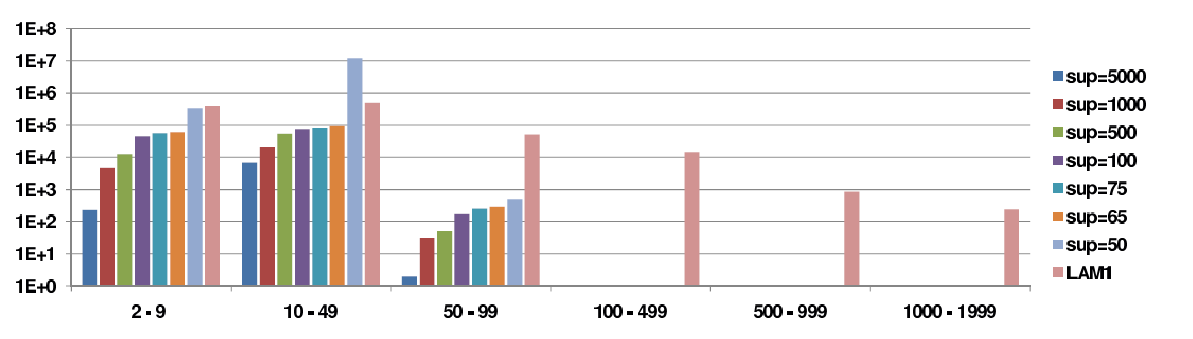 1E+8
1E+7
1E+6
1E+5
1E+4
1E+3
1E+2
1E+1
1E+0
2 - 9
10 - 49
50 - 99
100 - 499
500 - 999
1000 - 1999
sup=5000
sup=1000
sup=500
sup=100
sup=75
sup=65
sup=50
LAM1